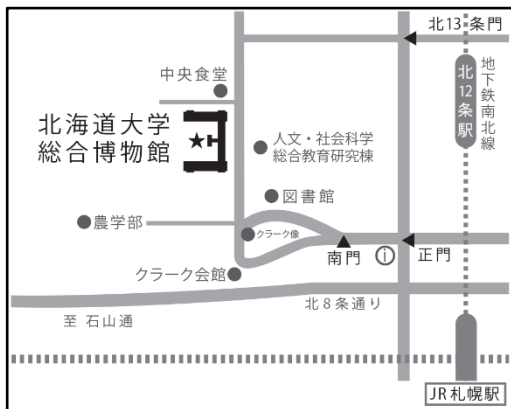 北13条門
中央食堂
地下鉄南北線
北12条駅
北海道大学
総合博物館
人文・社会科学
総合教育研究棟
図書館
農学部
クラーク像
南門
i
正門
クラーク会館
北8条通り
至 石山通
JR札幌駅